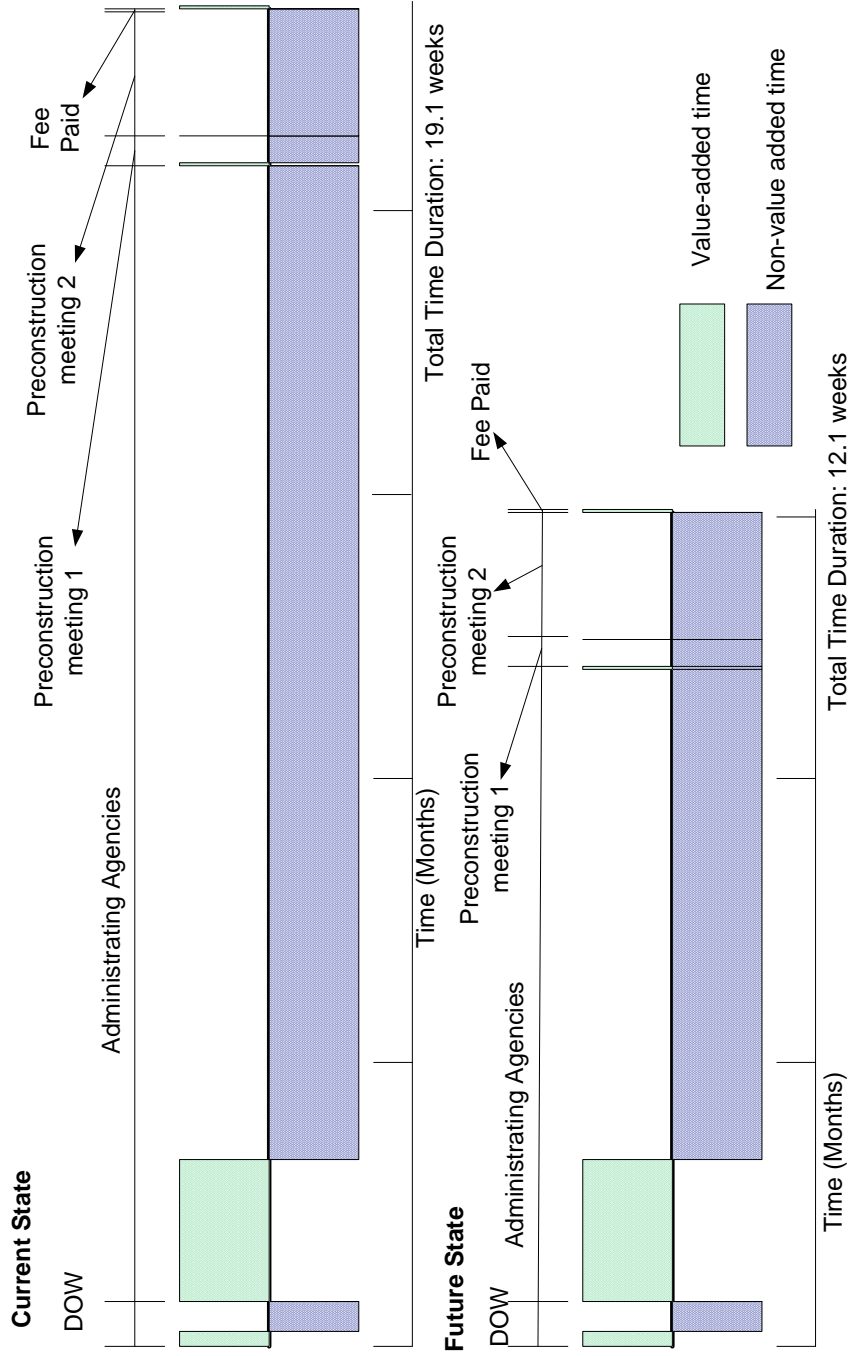 Current State
DOW
Administrating Agencies
Preconstruction
meeting 1
Preconstruction
meeting 2
Fee
Paid
Time (Months)
Total Time Duration: 19.1 weeks
Future State
DOW
Administrating Agencies
Preconstruction
meeting 1
Preconstruction
meeting 2
Fee Paid
Time (Months)
Total Time Duration: 12.1 weeks
Value-added time
Non-value added time